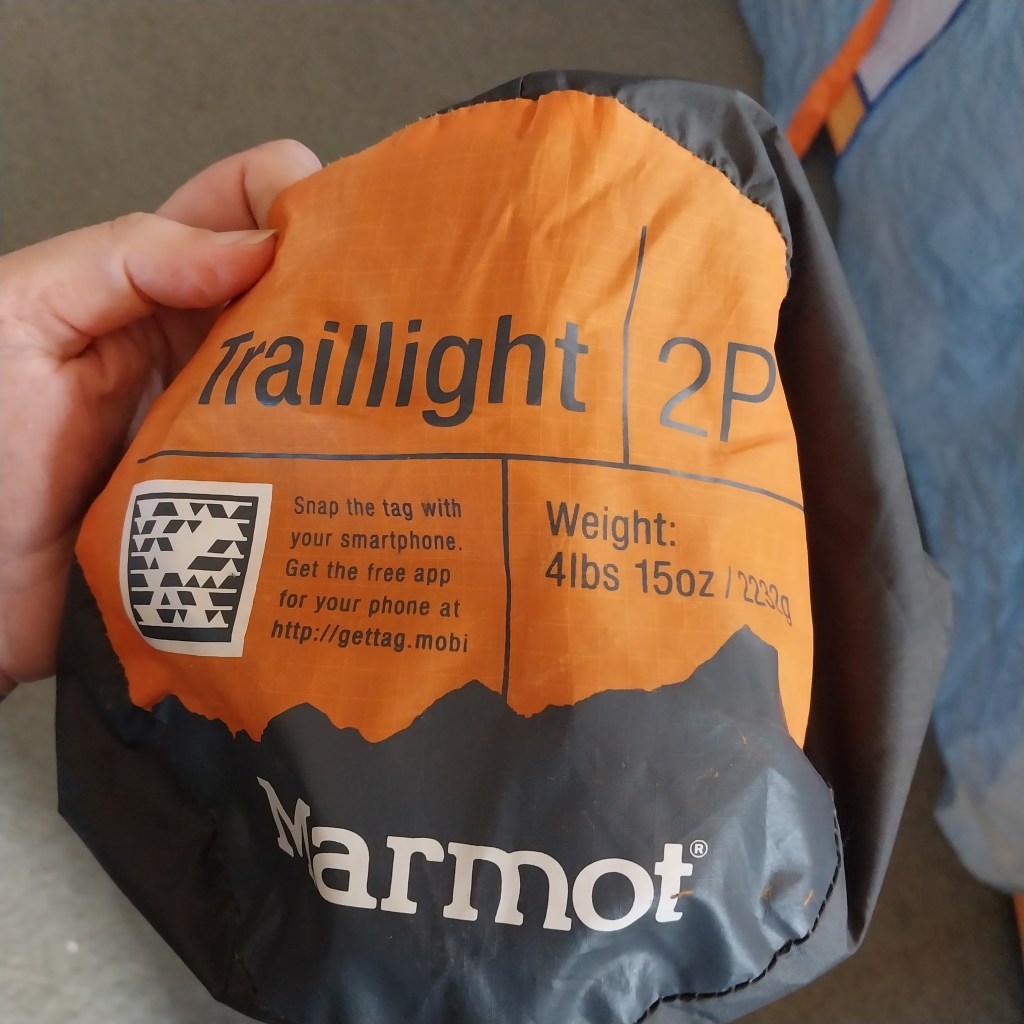 Traillight
2P
Snap the tag with
your smartphone.
Get the free app
for your phone at
http://gettag.mobi
Weight:
4lbs 15oz / 2232g
Marmot®